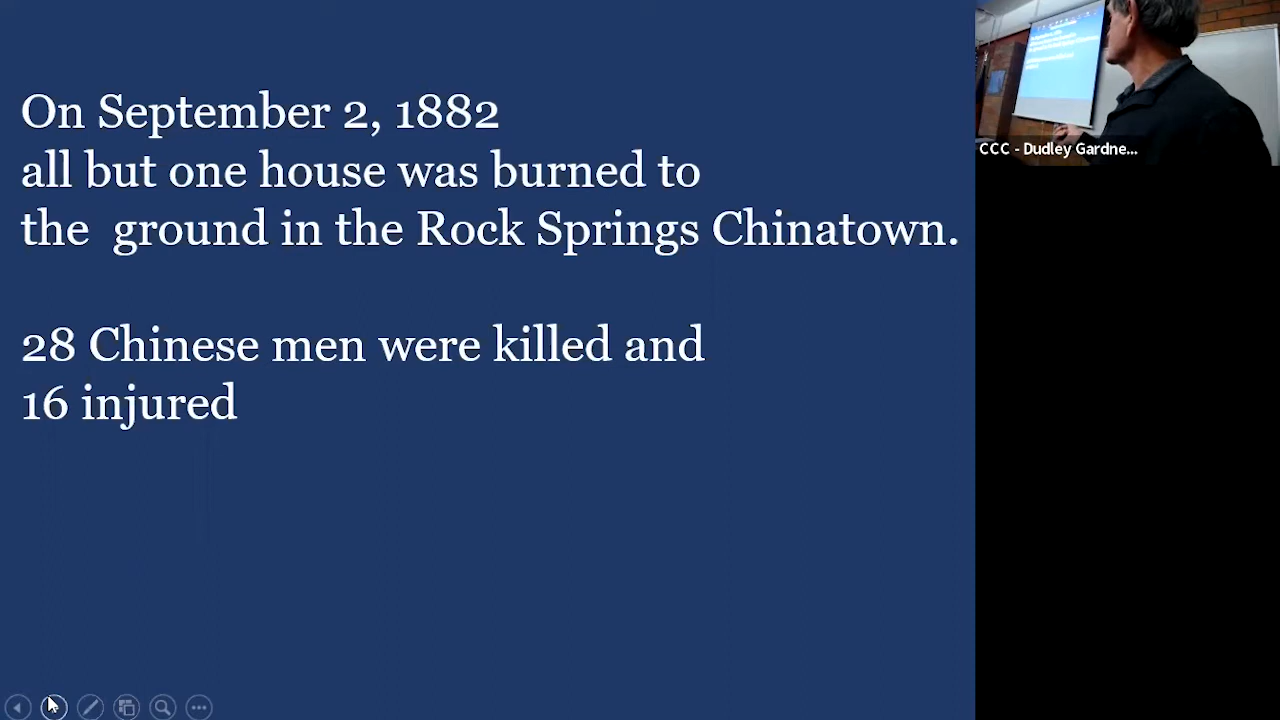 On September 2, 1882
all but one house was burned to
the  ground in the Rock Springs Chinatown.
28 Chinese men were killed and
16 injured
CCC - Dudley Gardne...